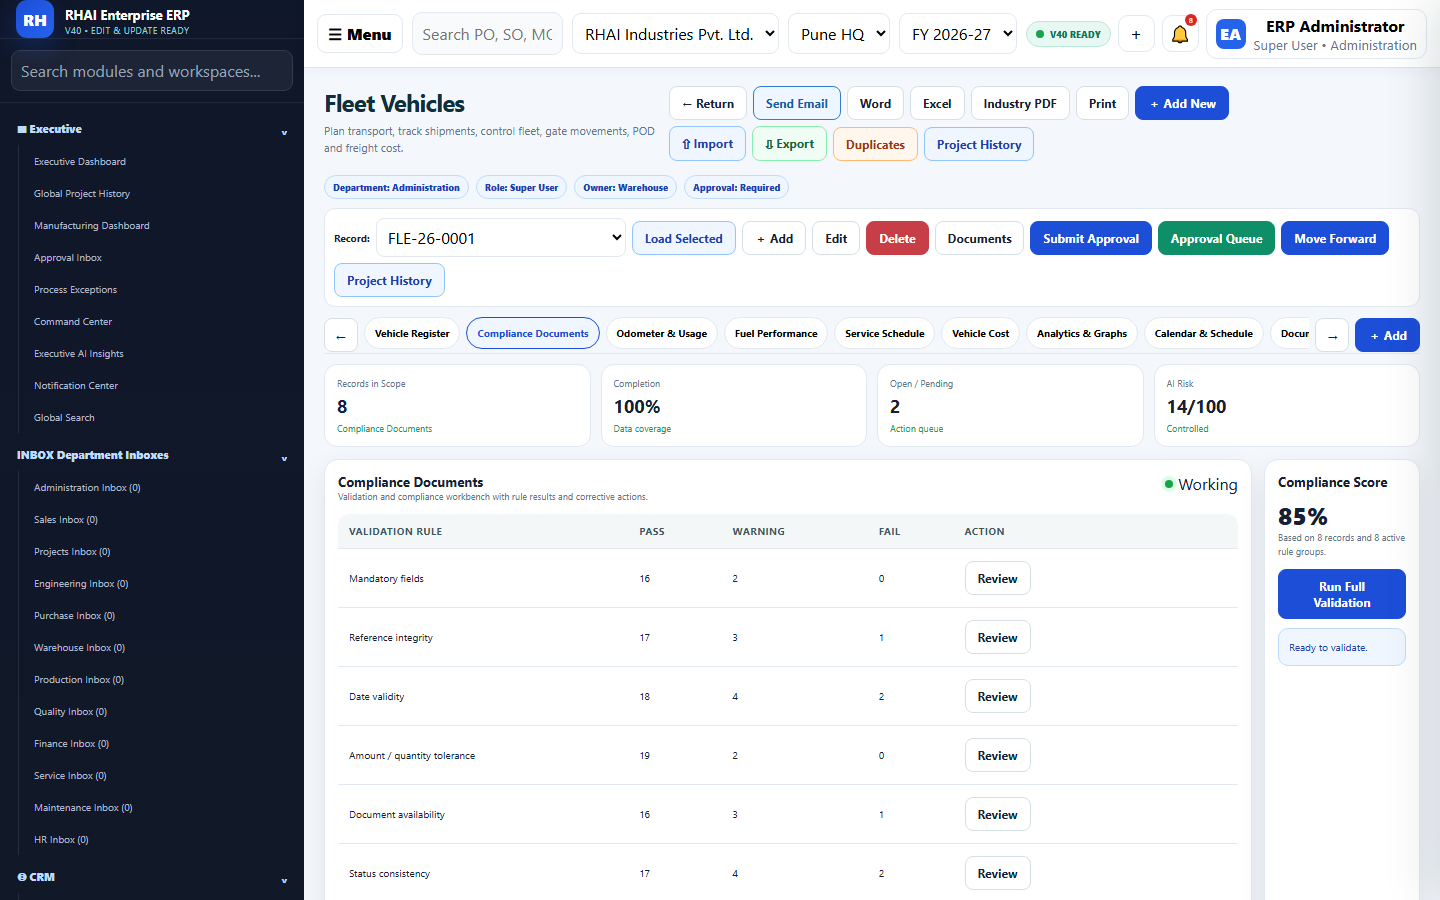 RH
RHAI Enterprise ERP
V40 • EDIT & UPDATE READY
Search modules and workspaces...
Executive
Executive Dashboard
Global Project History
Manufacturing Dashboard
Approval Inbox
Process Exceptions
Command Center
Executive AI Insights
Notification Center
Global Search
INBOX Department Inboxes
Administration Inbox (0)
Sales Inbox (0)
Projects Inbox (0)
Engineering Inbox (0)
Purchase Inbox (0)
Warehouse Inbox (0)
Production Inbox (0)
Quality Inbox (0)
Finance Inbox (0)
Service Inbox (0)
Maintenance Inbox (0)
HR Inbox (0)
CRM
☰ Menu
Search PO, SO, MO
RHAI Industries Pvt. Ltd.
Pune HQ
FY 2026-27
V40 READY
+
8
EA
ERP Administrator
Super User • Administration
Fleet Vehicles
Plan transport, track shipments, control fleet, gate movements, POD
and freight cost.
← Return
Send Email
Word
Excel
Industry PDF
Print
+ Add New
⇧ Import
⇩ Export
Duplicates
Project History
Department: Administration
Role: Super User
Owner: Warehouse
Approval: Required
Record:
FLE-26-0001
Load Selected
+ Add
Edit
Delete
Documents
Submit Approval
Approval Queue
Move Forward
Project History
←
Vehicle Register
Compliance Documents
Odometer & Usage
Fuel Performance
Service Schedule
Vehicle Cost
Analytics & Graphs
Calendar & Schedule
Docur
→
+ Add
Records in Scope
8
Compliance Documents
Completion
100%
Data coverage
Open / Pending
2
Action queue
AI Risk
14/100
Controlled
Compliance Documents
Validation and compliance workbench with rule results and corrective actions.
Working
VALIDATION RULE PASS WARNING FAIL ACTION
Mandatory fields 16 2 0 Review
Reference integrity 17 3 1 Review
Date validity 18 4 2 Review
Amount / quantity tolerance 19 2 0 Review
Document availability 16 3 1 Review
Status consistency 17 4 2 Review
Compliance Score
85%
Based on 8 records and 8 active
rule groups.
Run Full
Validation
Ready to validate.